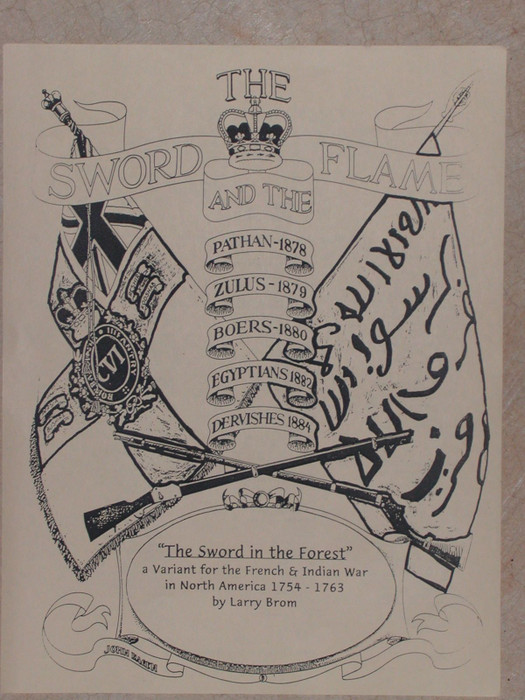 THE
SWORD AND THE FLAME
PATHAN-1878
ZULUS-1879
BOERS-1880
EGYPTIANS 1882
DERVISHES 1884
XVI
"The Sword in the Forest"
a Variant for the French & Indian War
in North America 1754 - 1763
by Larry Brom